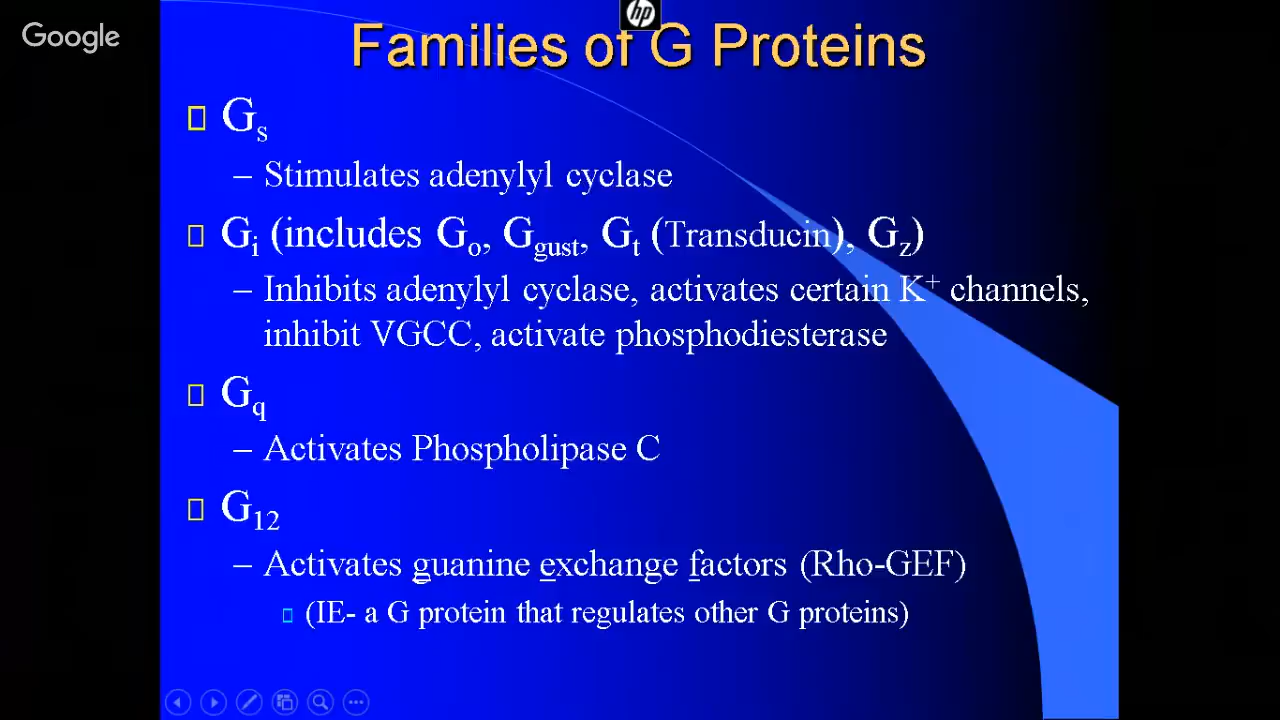 Google
hp
Families of G Proteins
Gs
– Stimulates adenylyl cyclase
Gi (includes Go, Ggust, Gt (Transducin), Gz)
– Inhibits adenylyl cyclase, activates certain K+ channels,
inhibit VGCC, activate phosphodiesterase
Gq
– Activates Phospholipase C
G12
– Activates guanine exchange factors (Rho-GEF)
(IE- a G protein that regulates other G proteins)